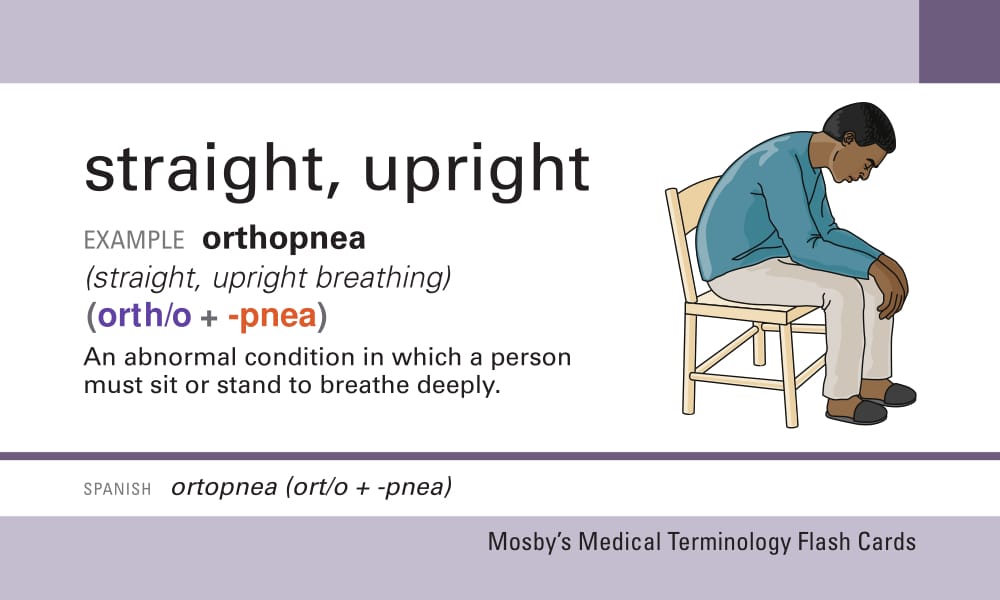 straight, upright
EXAMPLE orthopnea
(straight, upright breathing)
(orth/o + -pnea)
An abnormal condition in which a person
must sit or stand to breathe deeply.
SPANISH ortopnea (ort/o + -pnea)
Mosby's Medical Terminology Flash Cards